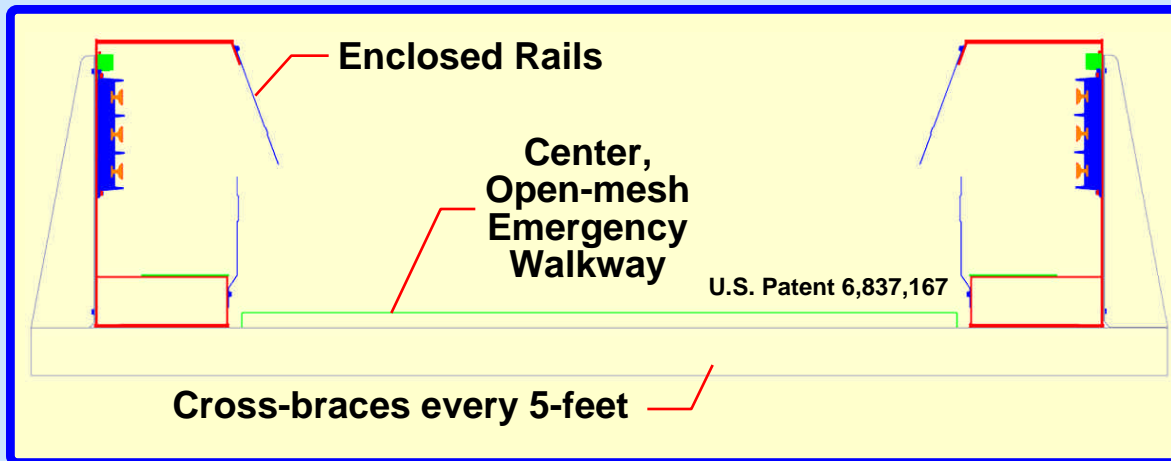 Enclosed Rails
Center,
Open-mesh
Emergency
Walkway
U.S. Patent 6,837,167
Cross-braces every 5-feet